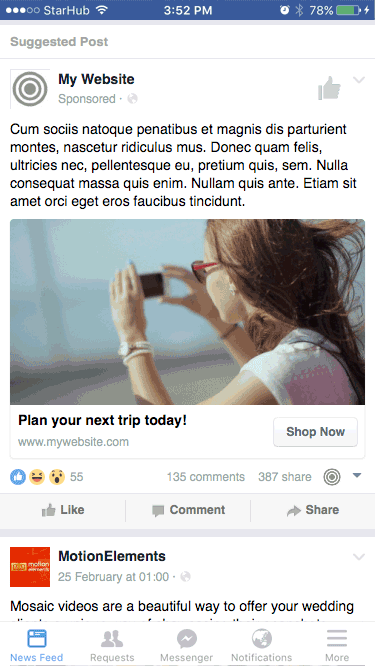 StarHub 3:52 PM 78%
Suggested Post
My Website
Sponsored ·
Cum sociis natoque penatibus et magnis dis parturient
montes, nascetur ridiculus mus. Donec quam felis,
ultricies nec, pellentesque eu, pretium quis, sem. Nulla
consequat massa quis enim. Nullam quis ante. Etiam sit
amet orci eget eros faucibus tincidunt.
Plan your next trip today!
www.mywebsite.com
Shop Now
55 135 comments 387 share
Like Comment Share
motion elements
MotionElements
25 February at 01:00 ·
Mosaic videos are a beautiful way to offer your wedding
News Feed Requests Messenger Notifications More